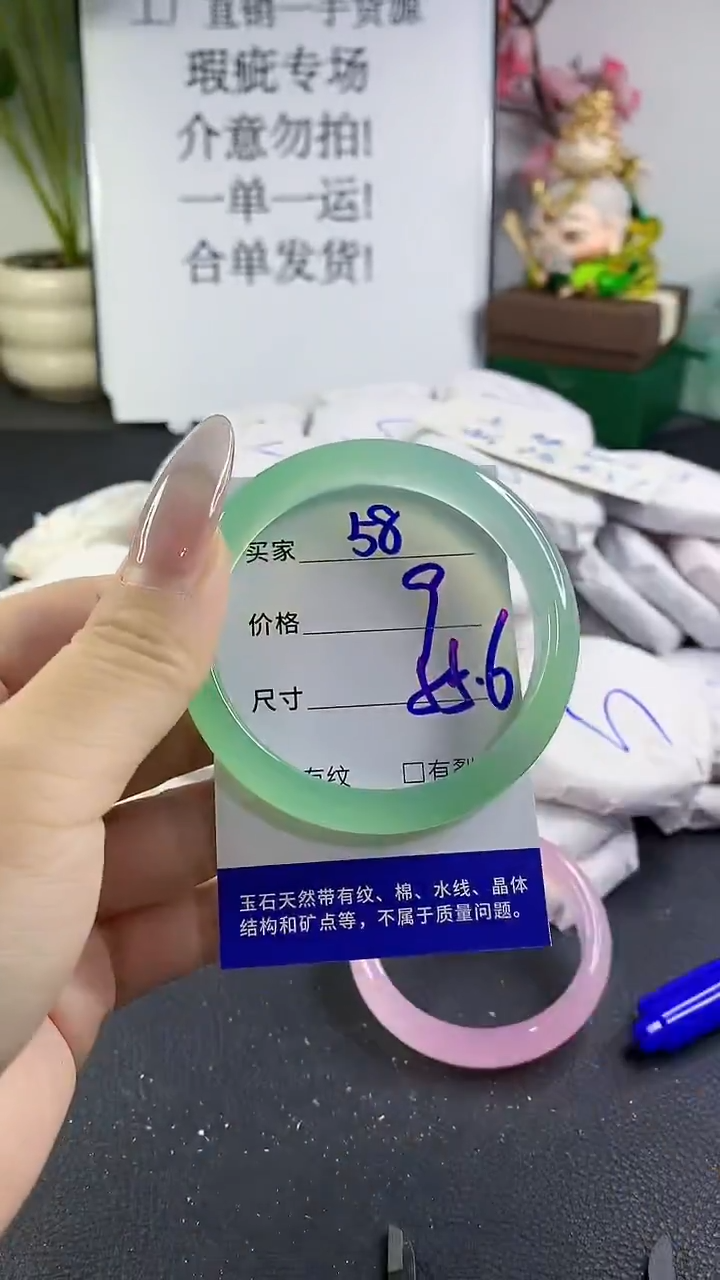 工厂直销一手货源
瑕疵专场
介意勿拍!
一单一运!
合单发货!
买家 58
价格 9
尺寸
有纹 □有裂
玉石天然带有纹、棉、水线、晶体
结构和矿点等，不属于质量问题。